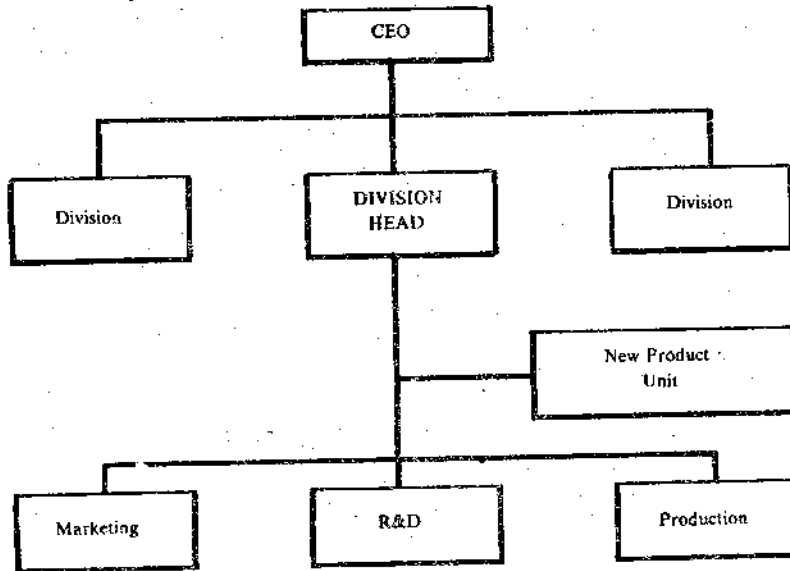 CEO
Division
DIVISION
HEAD
Division
New Product
Unit
Marketing
R&D
Production